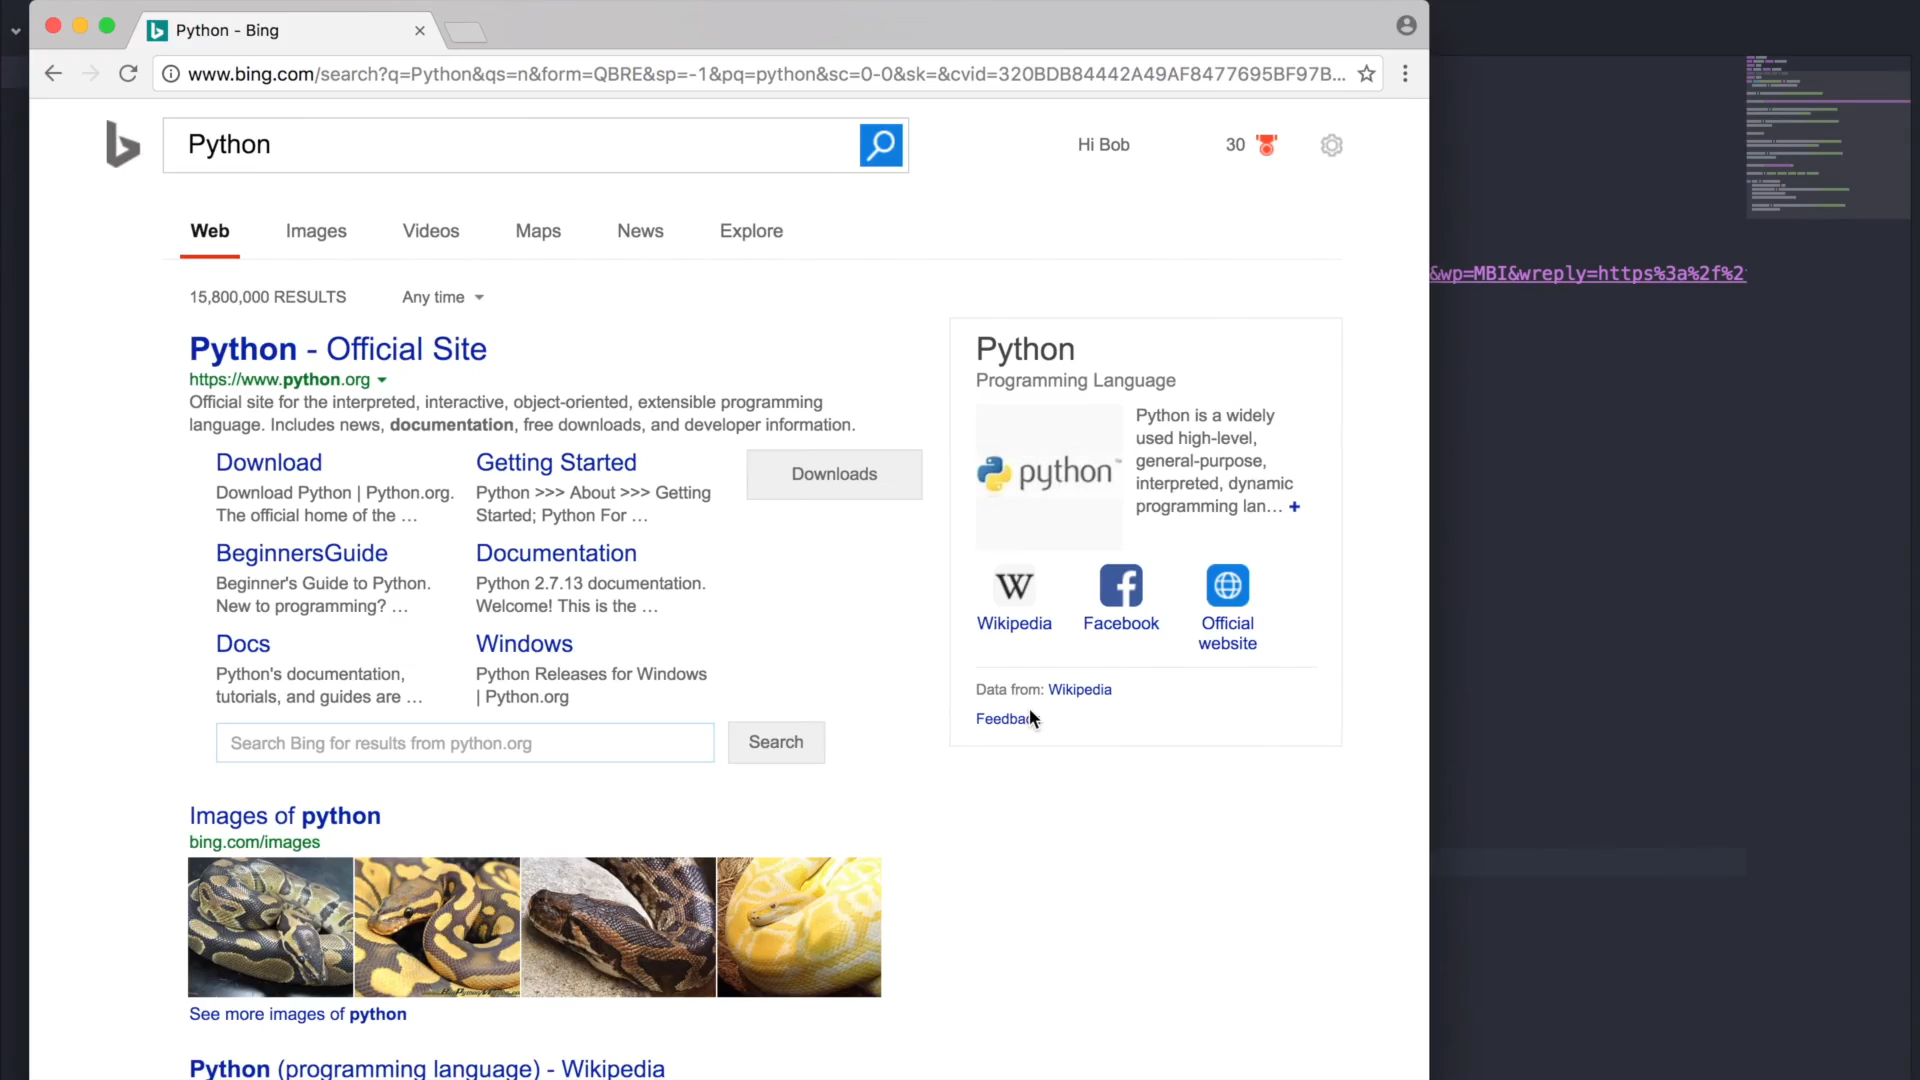 Python - Bing
www.bing.com/search?q=Python&qs=n&form=QBRE&sp=-1&pq=python&sc=0-0&sk=&cvid=320BDB84442A49AF8477695BF97B...
Python
Hi Bob
30
Web Images Videos Maps News Explore
&wp=MBI&wreply=https%3a%2f%2
15,800,000 RESULTS Any time
Python - Official Site
https://www.python.org
Official site for the interpreted, interactive, object-oriented, extensible programming
language. Includes news, documentation, free downloads, and developer information.
Download
Download Python | Python.org.
The official home of the ...
Getting Started
Python >>> About >>> Getting
Started; Python For ...
Downloads
BeginnersGuide
Beginner's Guide to Python.
New to programming? ...
Documentation
Python 2.7.13 documentation.
Welcome! This is the ...
Docs
Python's documentation,
tutorials, and guides are ...
Windows
Python Releases for Windows
| Python.org
Search Bing for results from python.org
Search
Python
Programming Language
python
Python is a widely
used high-level,
general-purpose,
interpreted, dynamic
programming lan... +
W
Wikipedia
Facebook
Official
website
Data from: Wikipedia
Images of python
bing.com/images
See more images of python
Python (programming language) - Wikipedia